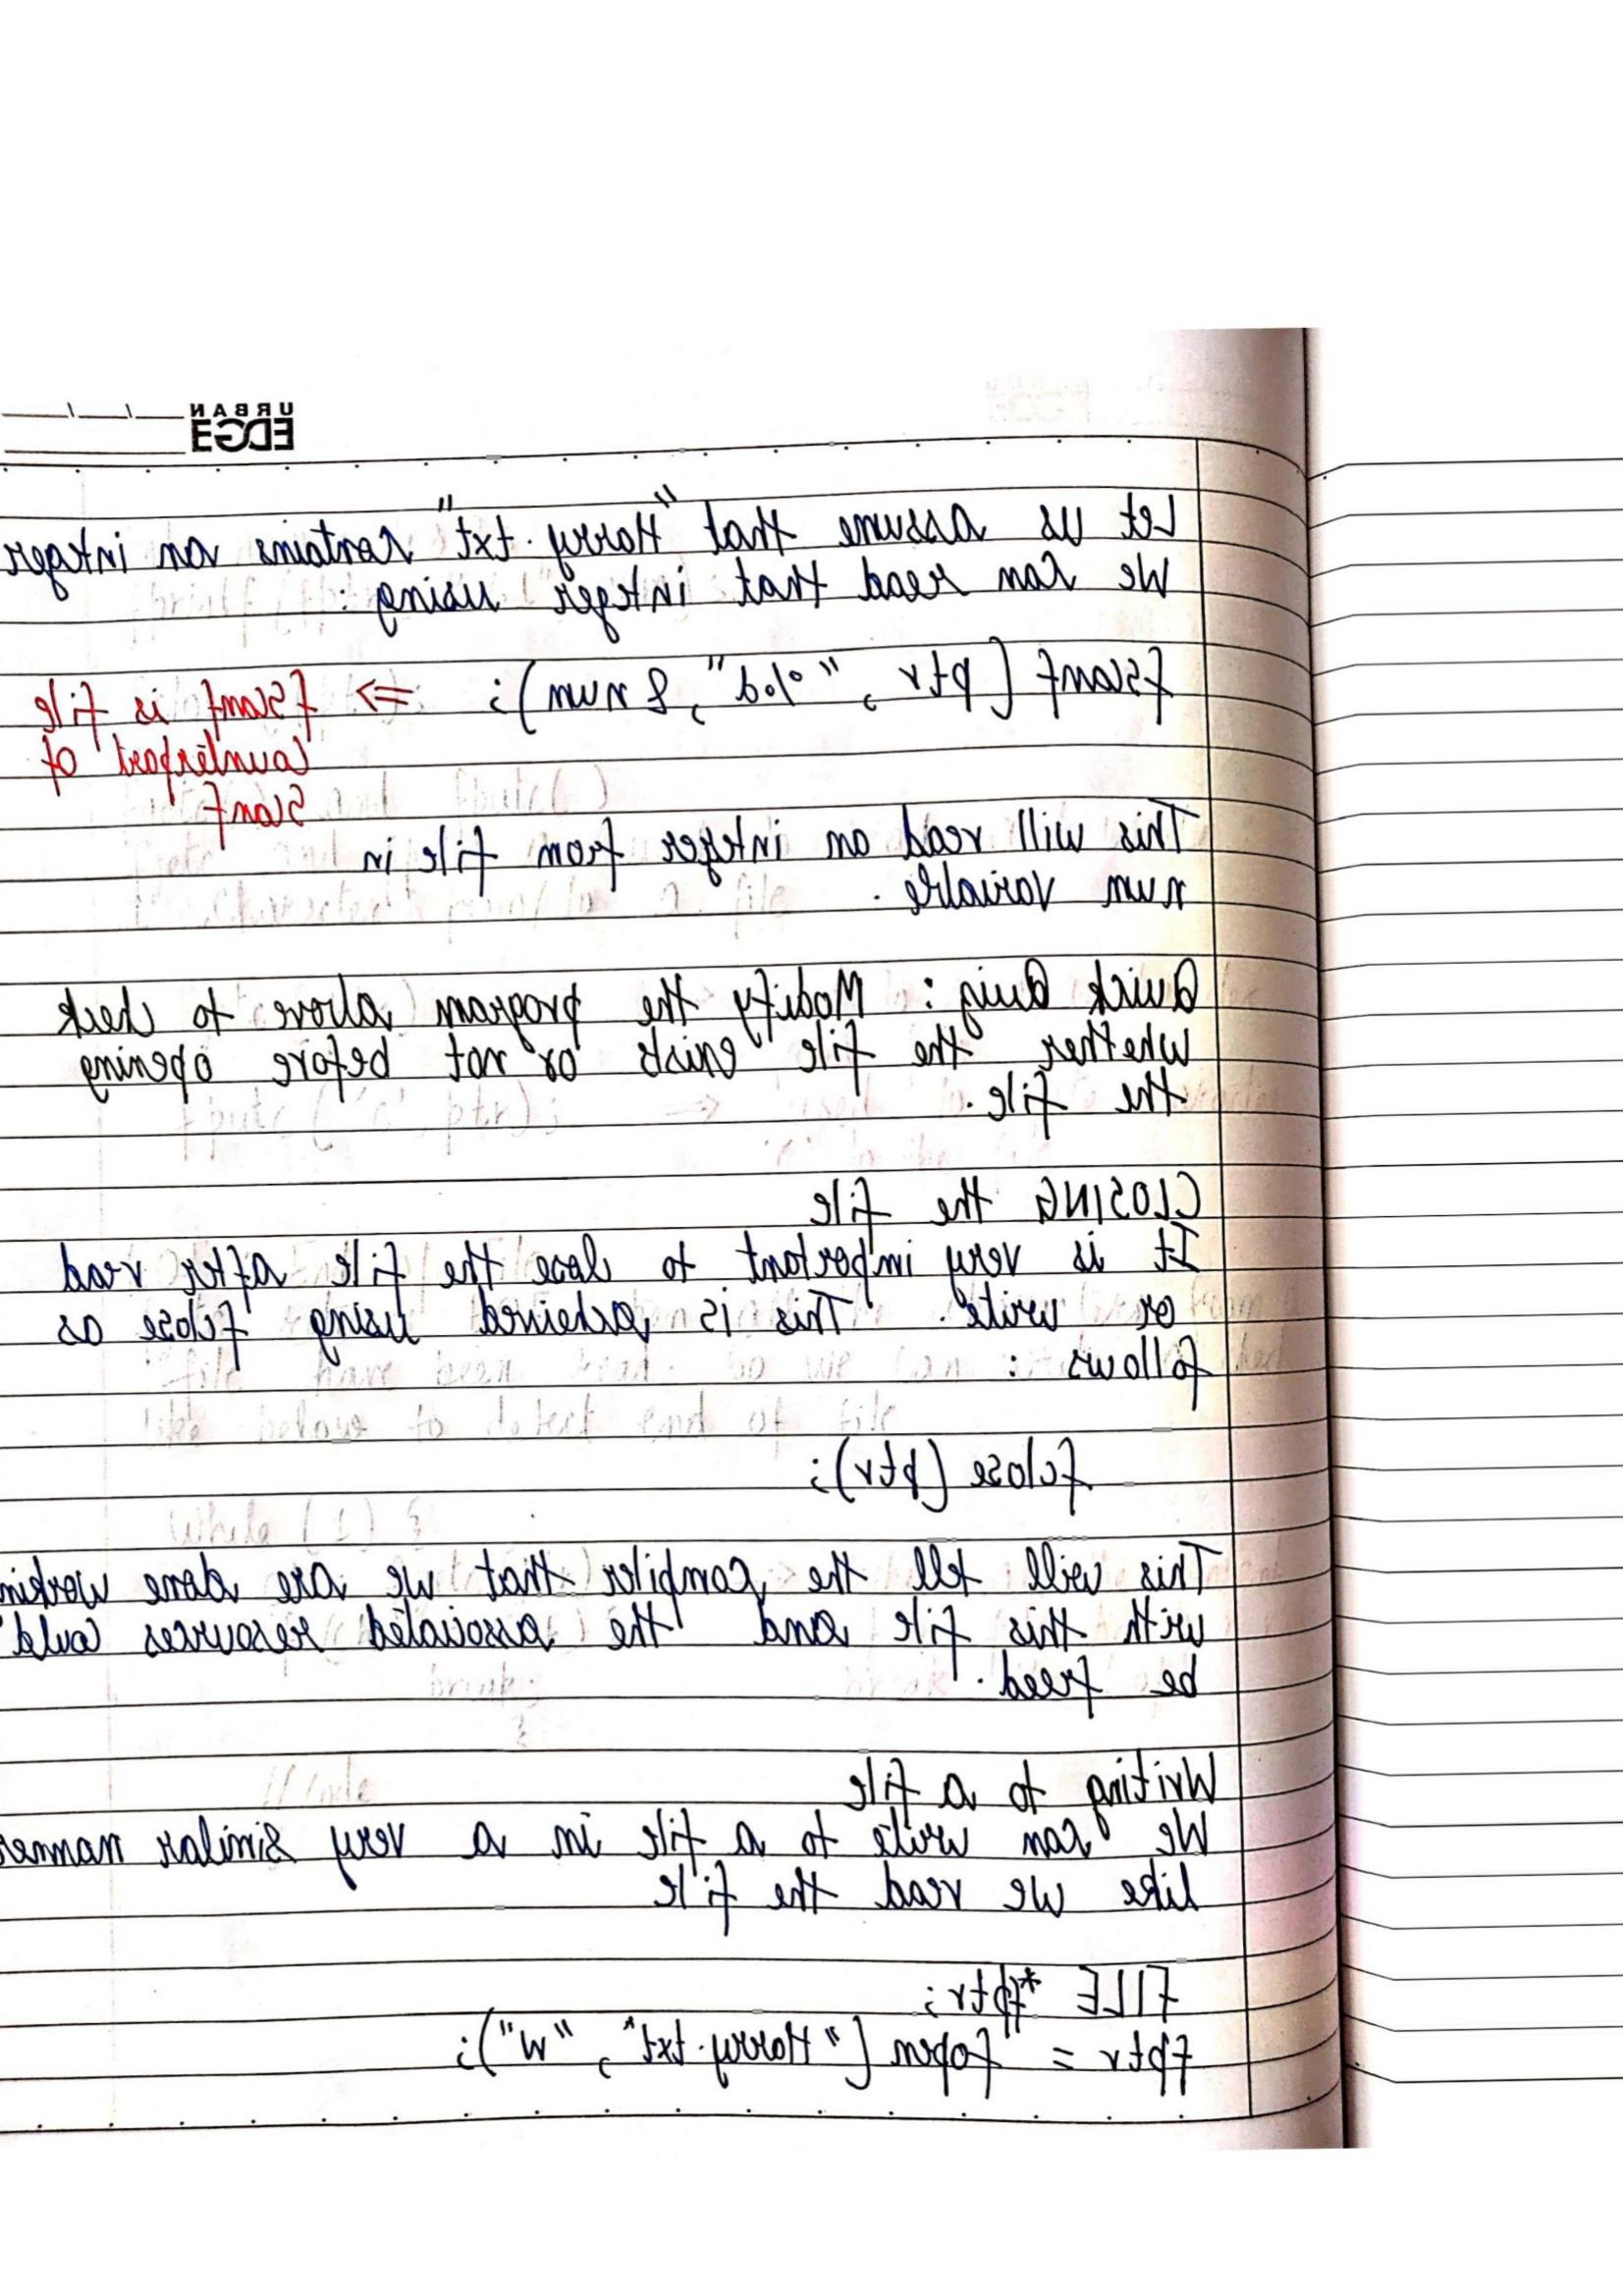 URBAN
EDGE
Let us assume that "Harry.txt" contains an integer
We can read that integer using :
fscanf (ptr, "%d", &num); => fscanf is file
counterpart of
scanf
This will read an integer from file in
num variable.
Quick Quiz : Modify the program above to check
whether the file exists or not before opening
the file.
CLOSING the file
It is very important to close the file after read
or write. This is acheived using fclose as
follows :
fclose (ptr);
This will tell the compiler that we are done workin
with this file and the associated resources could
be freed.
Writing to a file
We can write to a file in a very similar manner
like we read the file
FILE *fptr;
fptr = fopen ("Harry.txt", "w");